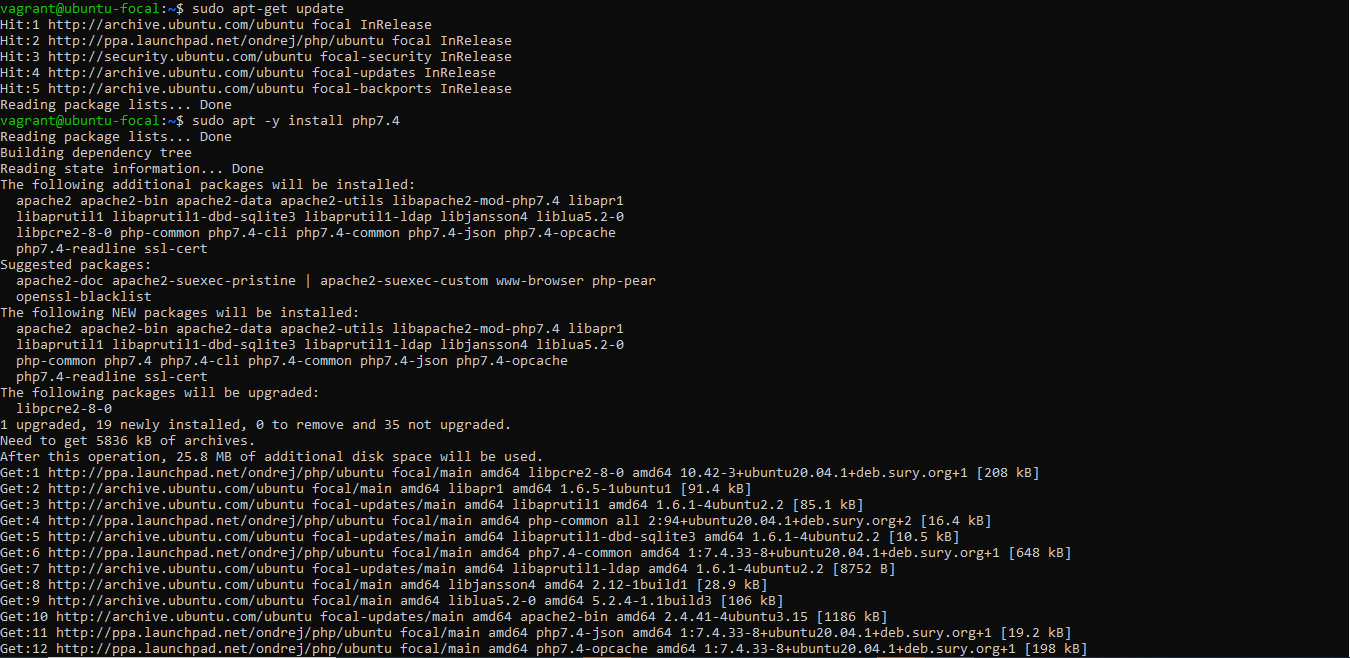 vagrant@ubuntu-focal:~$ sudo apt-get update
Hit:1 http://archive.ubuntu.com/ubuntu focal InRelease
Hit:2 http://ppa.launchpad.net/ondrej/php/ubuntu focal InRelease
Hit:3 http://security.ubuntu.com/ubuntu focal-security InRelease
Hit:4 http://archive.ubuntu.com/ubuntu focal-updates InRelease
Hit:5 http://archive.ubuntu.com/ubuntu focal-backports InRelease
Reading package lists... Done
vagrant@ubuntu-focal:~$ sudo apt -y install php7.4
Reading package lists... Done
Building dependency tree
Reading state information... Done
The following additional packages will be installed:
  apache2 apache2-bin apache2-data apache2-utils libapache2-mod-php7.4 libapr1
  libaprutil1 libaprutil1-dbd-sqlite3 libaprutil1-ldap libjansson4 liblua5.2-0
  libpcre2-8-0 php-common php7.4-cli php7.4-common php7.4-json php7.4-opcache
  php7.4-readline ssl-cert
Suggested packages:
  apache2-doc apache2-suexec-pristine | apache2-suexec-custom www-browser php-pear
  openssl-blacklist
The following NEW packages will be installed:
  apache2 apache2-bin apache2-data apache2-utils libapache2-mod-php7.4 libapr1
  libaprutil1 libaprutil1-dbd-sqlite3 libaprutil1-ldap libjansson4 liblua5.2-0
  php-common php7.4 php7.4-cli php7.4-common php7.4-json php7.4-opcache
  php7.4-readline ssl-cert
The following packages will be upgraded:
  libpcre2-8-0
1 upgraded, 19 newly installed, 0 to remove and 35 not upgraded.
Need to get 5836 kB of archives.
After this operation, 25.8 MB of additional disk space will be used.
Get:1 http://ppa.launchpad.net/ondrej/php/ubuntu focal/main amd64 libpcre2-8-0 amd64 10.42-3+ubuntu20.04.1+deb.sury.org+1 [208 kB]
Get:2 http://archive.ubuntu.com/ubuntu focal/main amd64 libapr1 amd64 1.6.5-1ubuntu1 [91.4 kB]
Get:3 http://archive.ubuntu.com/ubuntu focal-updates/main amd64 libaprutil1 amd64 1.6.1-4ubuntu2.2 [85.1 kB]
Get:4 http://ppa.launchpad.net/ondrej/php/ubuntu focal/main amd64 php-common all 2:94+ubuntu20.04.1+deb.sury.org+2 [16.4 kB]
Get:5 http://archive.ubuntu.com/ubuntu focal-updates/main amd64 libaprutil1-dbd-sqlite3 amd64 1.6.1-4ubuntu2.2 [10.5 kB]
Get:6 http://ppa.launchpad.net/ondrej/php/ubuntu focal/main amd64 php7.4-common amd64 1:7.4.33-8+ubuntu20.04.1+deb.sury.org+1 [648 kB]
Get:7 http://archive.ubuntu.com/ubuntu focal-updates/main amd64 libaprutil1-ldap amd64 1.6.1-4ubuntu2.2 [8752 B]
Get:8 http://archive.ubuntu.com/ubuntu focal/main amd64 libjansson4 amd64 2.12-1build1 [28.9 kB]
Get:9 http://archive.ubuntu.com/ubuntu focal/main amd64 liblua5.2-0 amd64 5.2.4-1.1build3 [106 kB]
Get:10 http://archive.ubuntu.com/ubuntu focal-updates/main amd64 apache2-bin amd64 2.4.41-4ubuntu3.15 [1186 kB]
Get:11 http://ppa.launchpad.net/ondrej/php/ubuntu focal/main amd64 php7.4-json amd64 1:7.4.33-8+ubuntu20.04.1+deb.sury.org+1 [19.2 kB]
Get:12 http://ppa.launchpad.net/ondrej/php/ubuntu focal/main amd64 php7.4-opcache amd64 1:7.4.33-8+ubuntu20.04.1+deb.sury.org+1 [198 kB]